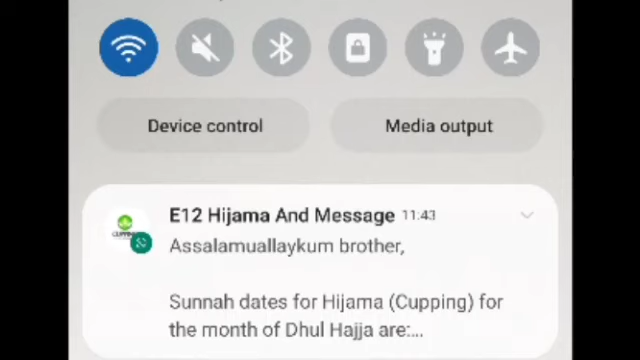 Device control
Media output
E12 Hijama And Message 11:43
Assalamuallaykum brother,
Sunnah dates for Hijama (Cupping) for
the month of Dhul Hajja are:...